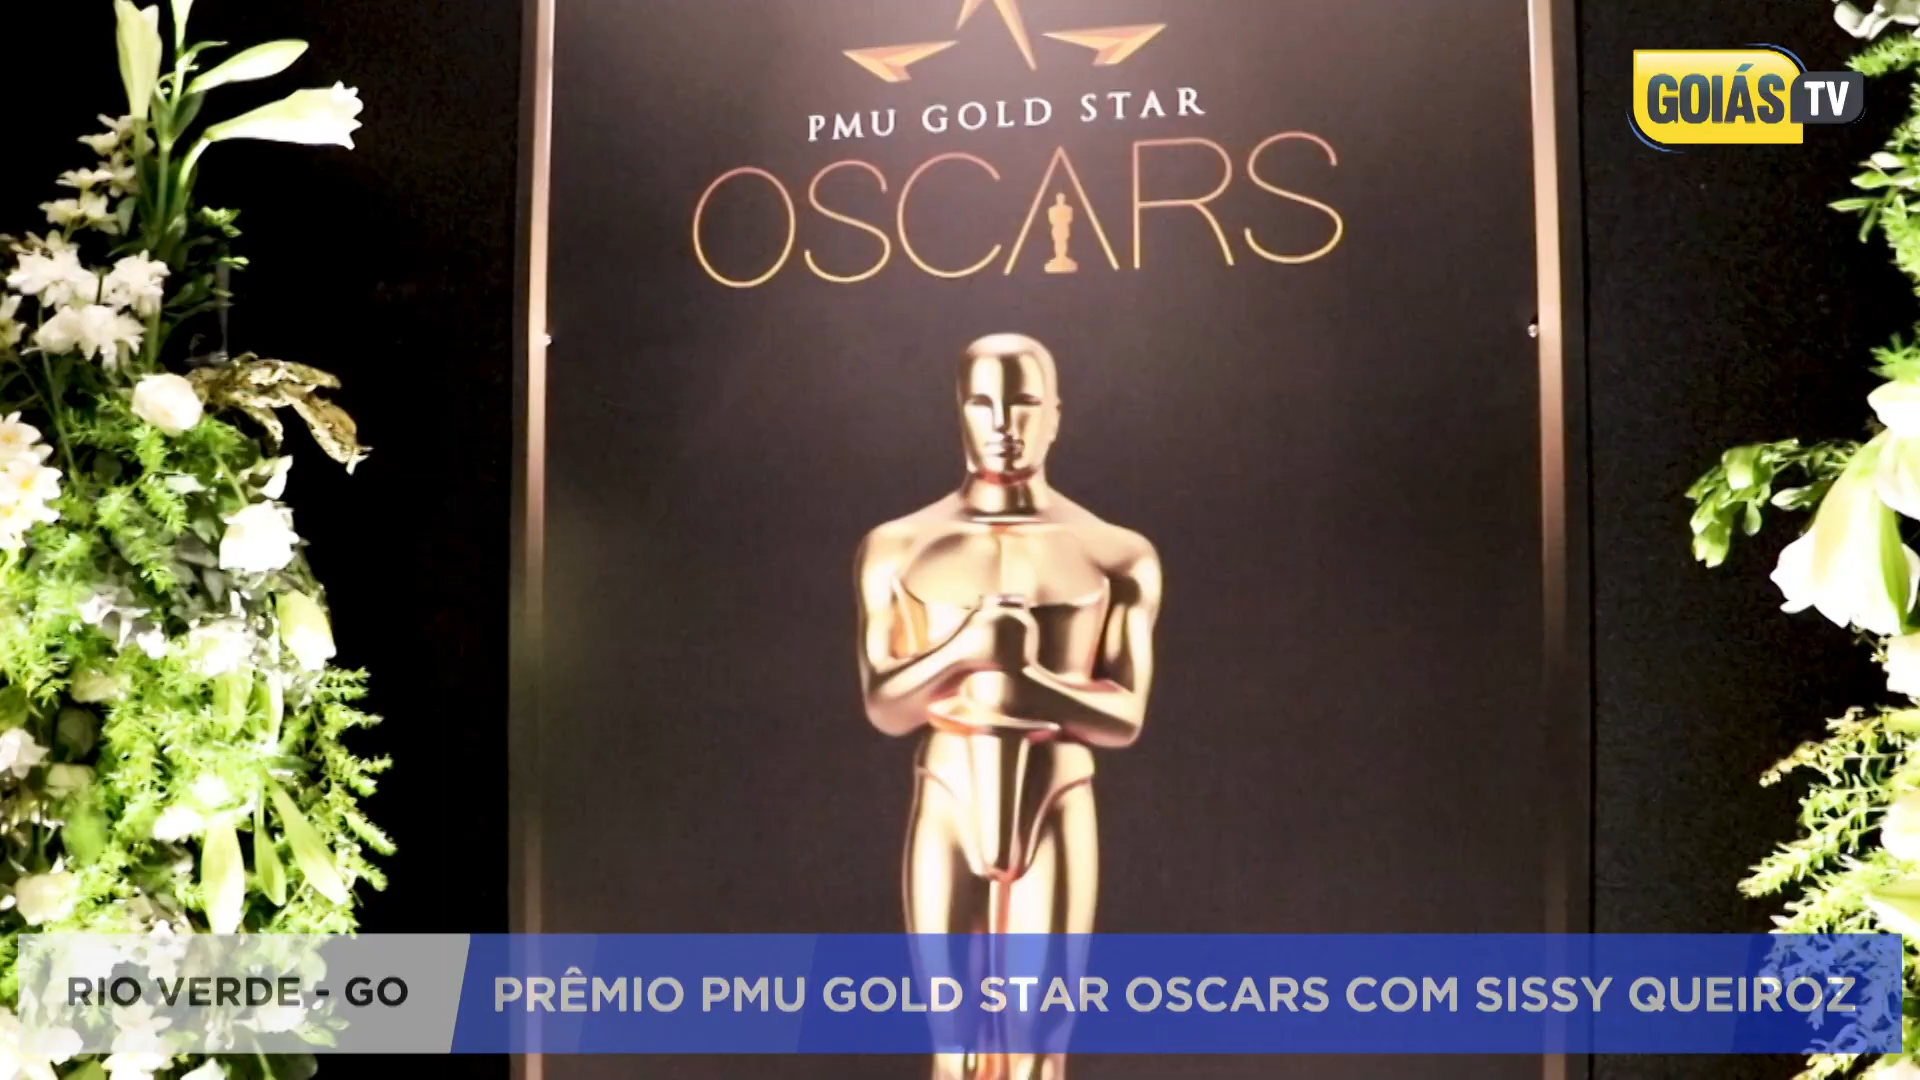 GOIÁS TV
PMU GOLD STAR
OSCARS
RIO VERDE - GO
PRÊMIO PMU GOLD STAR OSCARS COM SISSY QUEIROZ